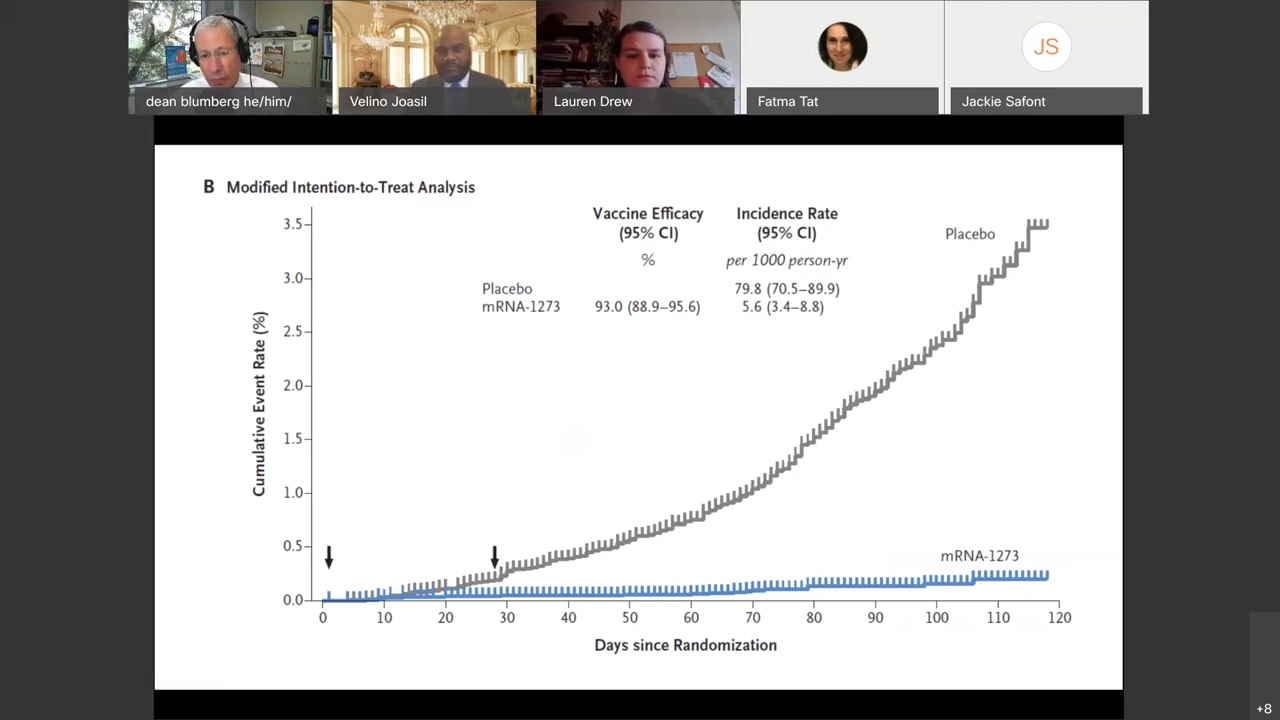 dean blumberg he/him/
Velino Joasil
Lauren Drew
Fatma Tat
JS
Jackie Safont
B Modified Intention-to-Treat Analysis
Vaccine Efficacy (95% CI)
Incidence Rate (95% CI)
%
per 1000 person-yr
Placebo 79.8 (70.5–89.9)
mRNA-1273 93.0 (88.9–95.6) 5.6 (3.4–8.8)
Placebo
mRNA-1273
Cumulative Event Rate (%)
3.5
3.0
2.5
2.0
1.5
1.0
0.5
0.0
0 10 20 30 40 50 60 70 80 90 100 110 120
Days since Randomization
+8